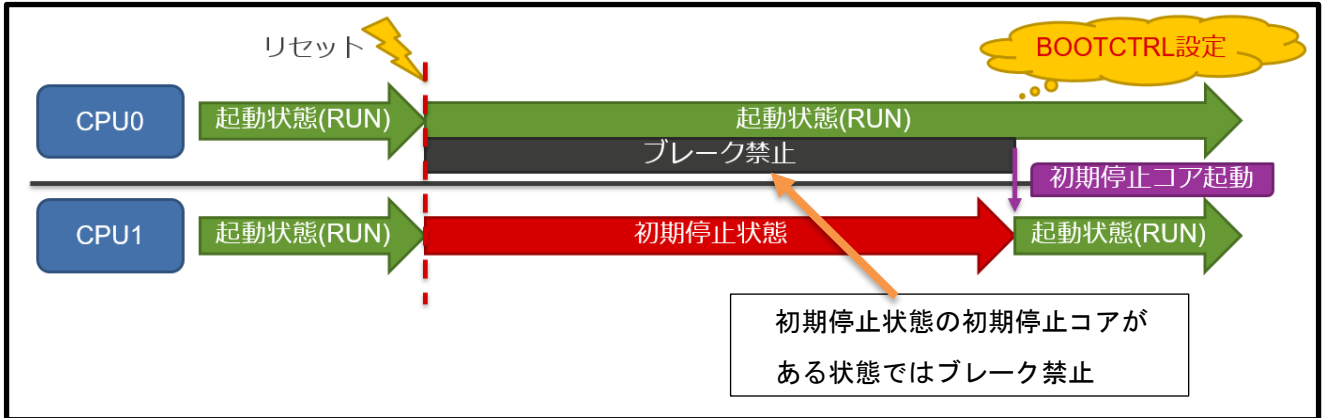 リセット
BOOTCTRL設定
CPU0
起動状態(RUN)
起動状態(RUN)
ブレーク禁止
初期停止コア起動
CPU1
起動状態(RUN)
初期停止状態
起動状態(RUN)
初期停止状態の初期停止コアが
ある状態ではブレーク禁止